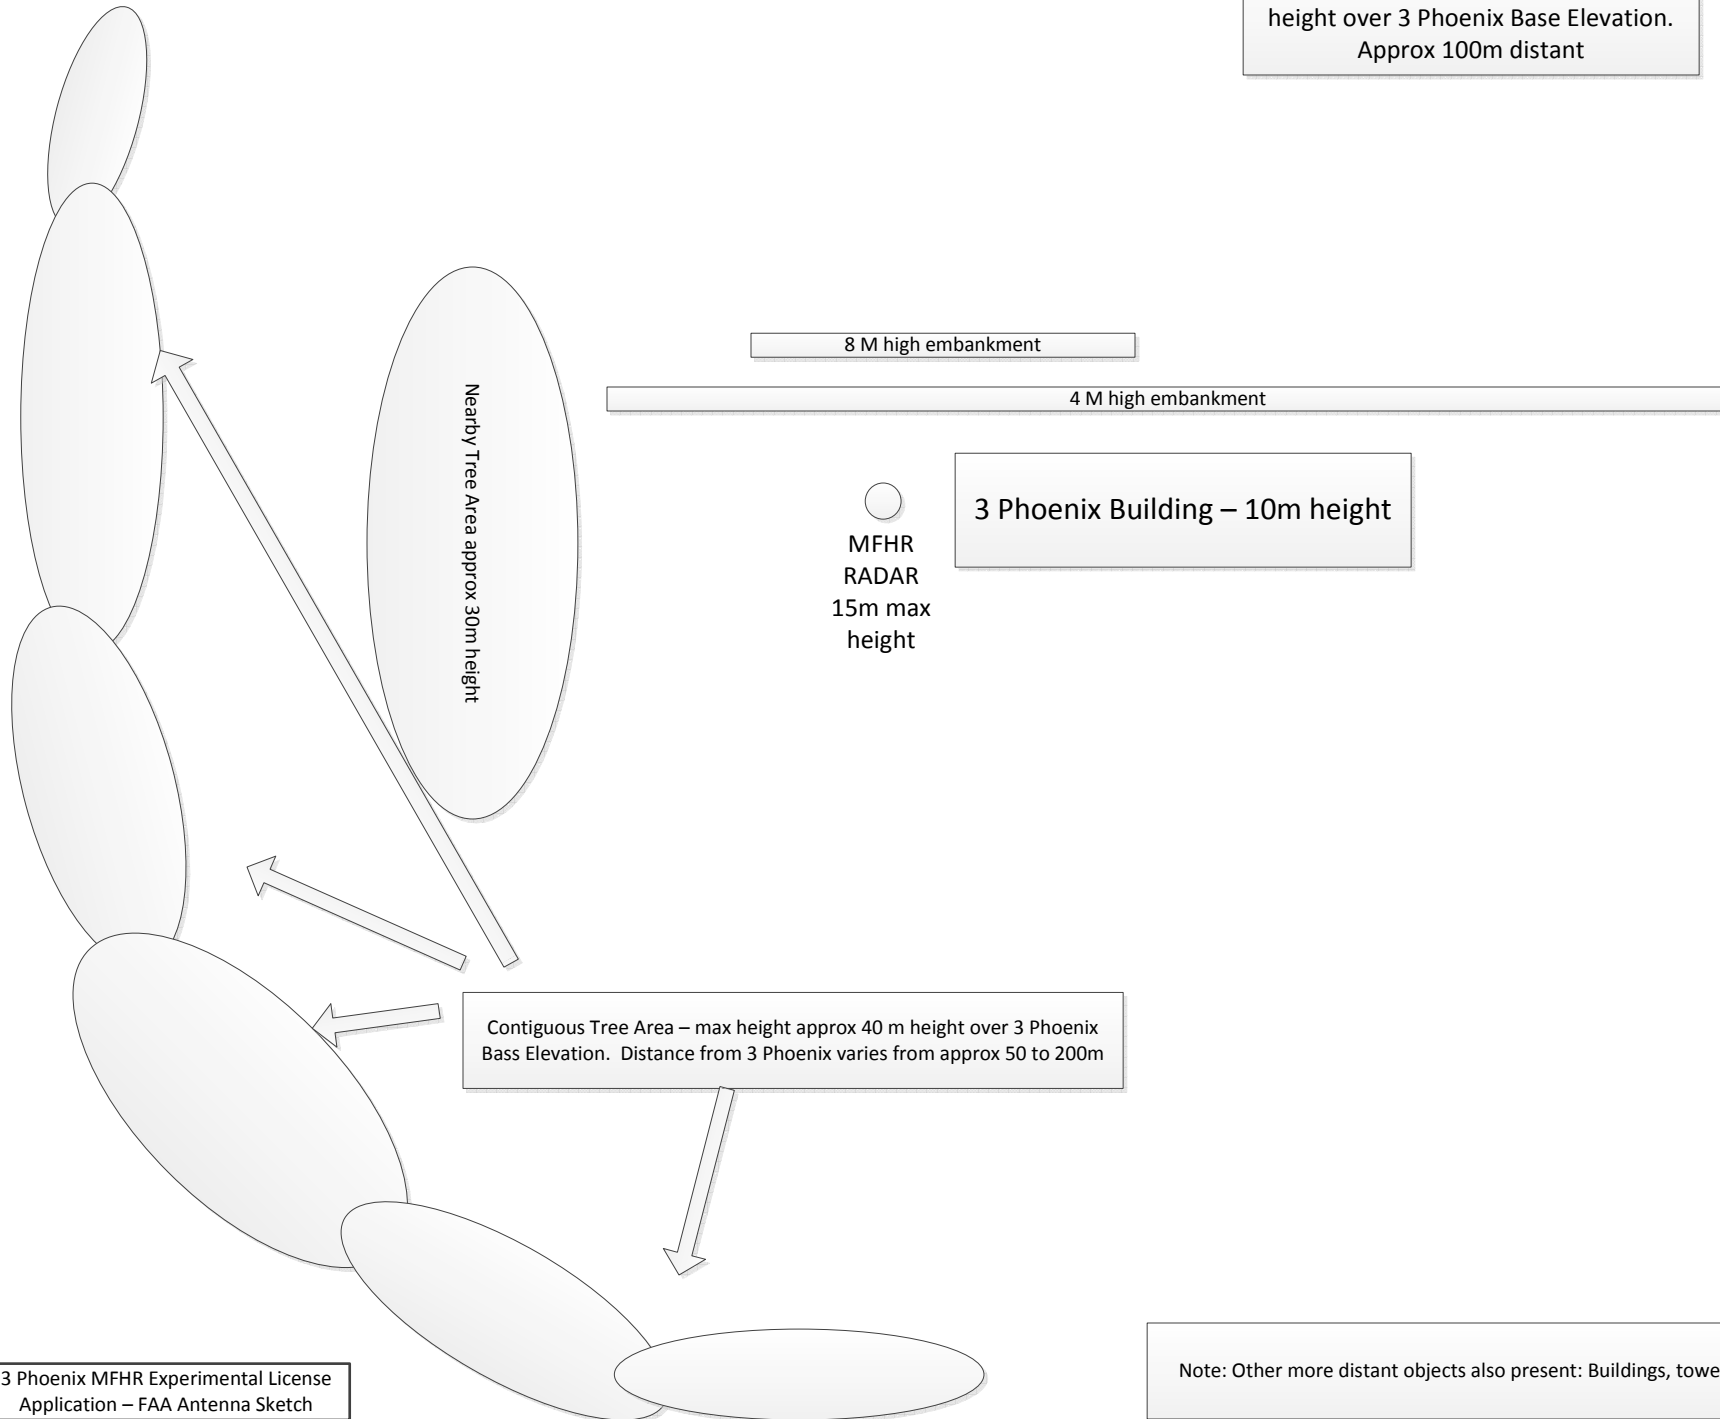 height over 3 Phoenix Base Elevation.
Approx 100m distant
8 M high embankment
4 M high embankment
Nearby Tree Area approx 30m height
3 Phoenix Building – 10m height
MFHR
RADAR
15m max
height
Contiguous Tree Area – max height approx 40 m height over 3 Phoenix
Bass Elevation.  Distance from 3 Phoenix varies from approx 50 to 200m
Note: Other more distant objects also present: Buildings, towe
3 Phoenix MFHR Experimental License
Application – FAA Antenna Sketch